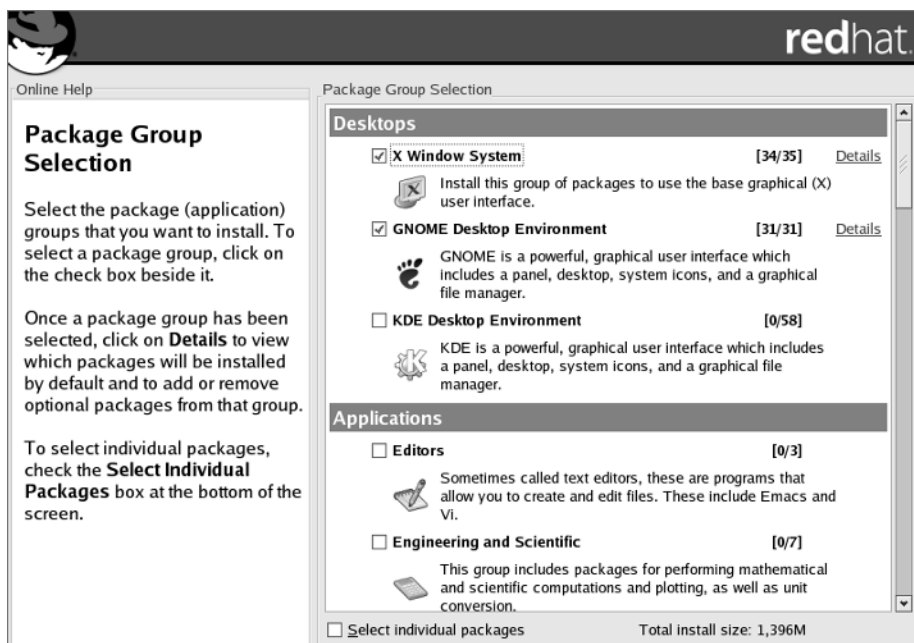 redhat.
Online Help
Package Group
Selection
Select the package (application)
groups that you want to install. To
select a package group, click on
the check box beside it.
Once a package group has been
selected, click on Details to view
which packages will be installed
by default and to add or remove
optional packages from that group.
To select individual packages,
check the Select Individual
Packages box at the bottom of the
screen.
Package Group Selection
Desktops
X Window System [34/35] Details
Install this group of packages to use the base graphical (X)
user interface.
GNOME Desktop Environment [31/31] Details
GNOME is a powerful, graphical user interface which
includes a panel, desktop, system icons, and a graphical
file manager.
KDE Desktop Environment [0/58]
KDE is a powerful, graphical user interface which includes
a panel, desktop, system icons, and a graphical file
manager.
Applications
Editors [0/3]
Sometimes called text editors, these are programs that
allow you to create and edit files. These include Emacs and
Vi.
Engineering and Scientific [0/7]
This group includes packages for performing mathematical
and scientific computations and plotting, as well as unit
conversion.
Select individual packages Total install size: 1,396M